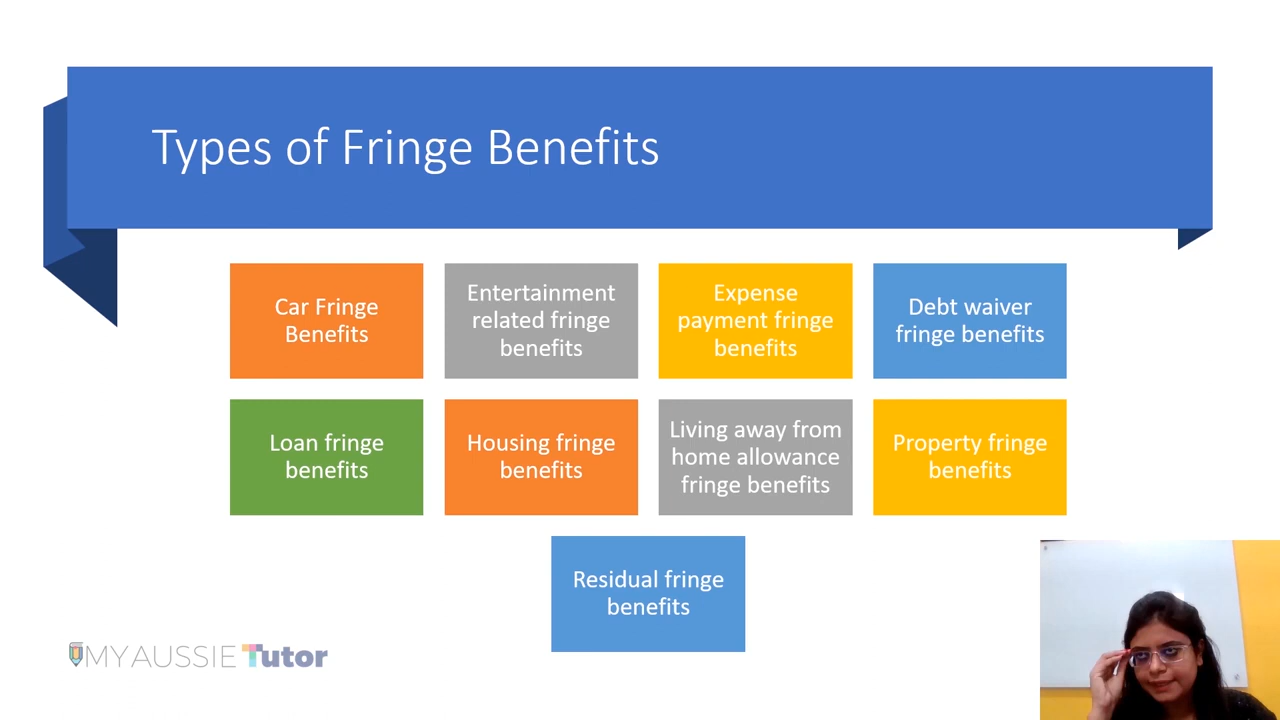 Types of Fringe Benefits
Car Fringe
Benefits
Entertainment
related fringe
benefits
Expense
payment fringe
benefits
Debt waiver
fringe benefits
Loan fringe
benefits
Housing fringe
benefits
Living away from
home allowance
fringe benefits
Property fringe
benefits
Residual fringe
benefits
MY AUSSIE Tutor